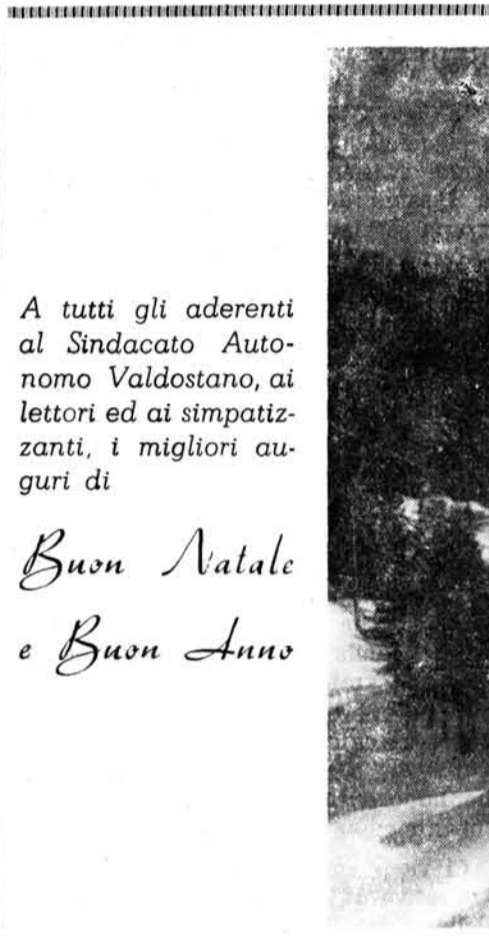 A tutti gli aderenti
al Sindacato Auto-
nomo Valdostano, ai
lettori ed ai simpatiz-
zanti, i migliori au-
guri di
Buon Natale
e Buon Anno